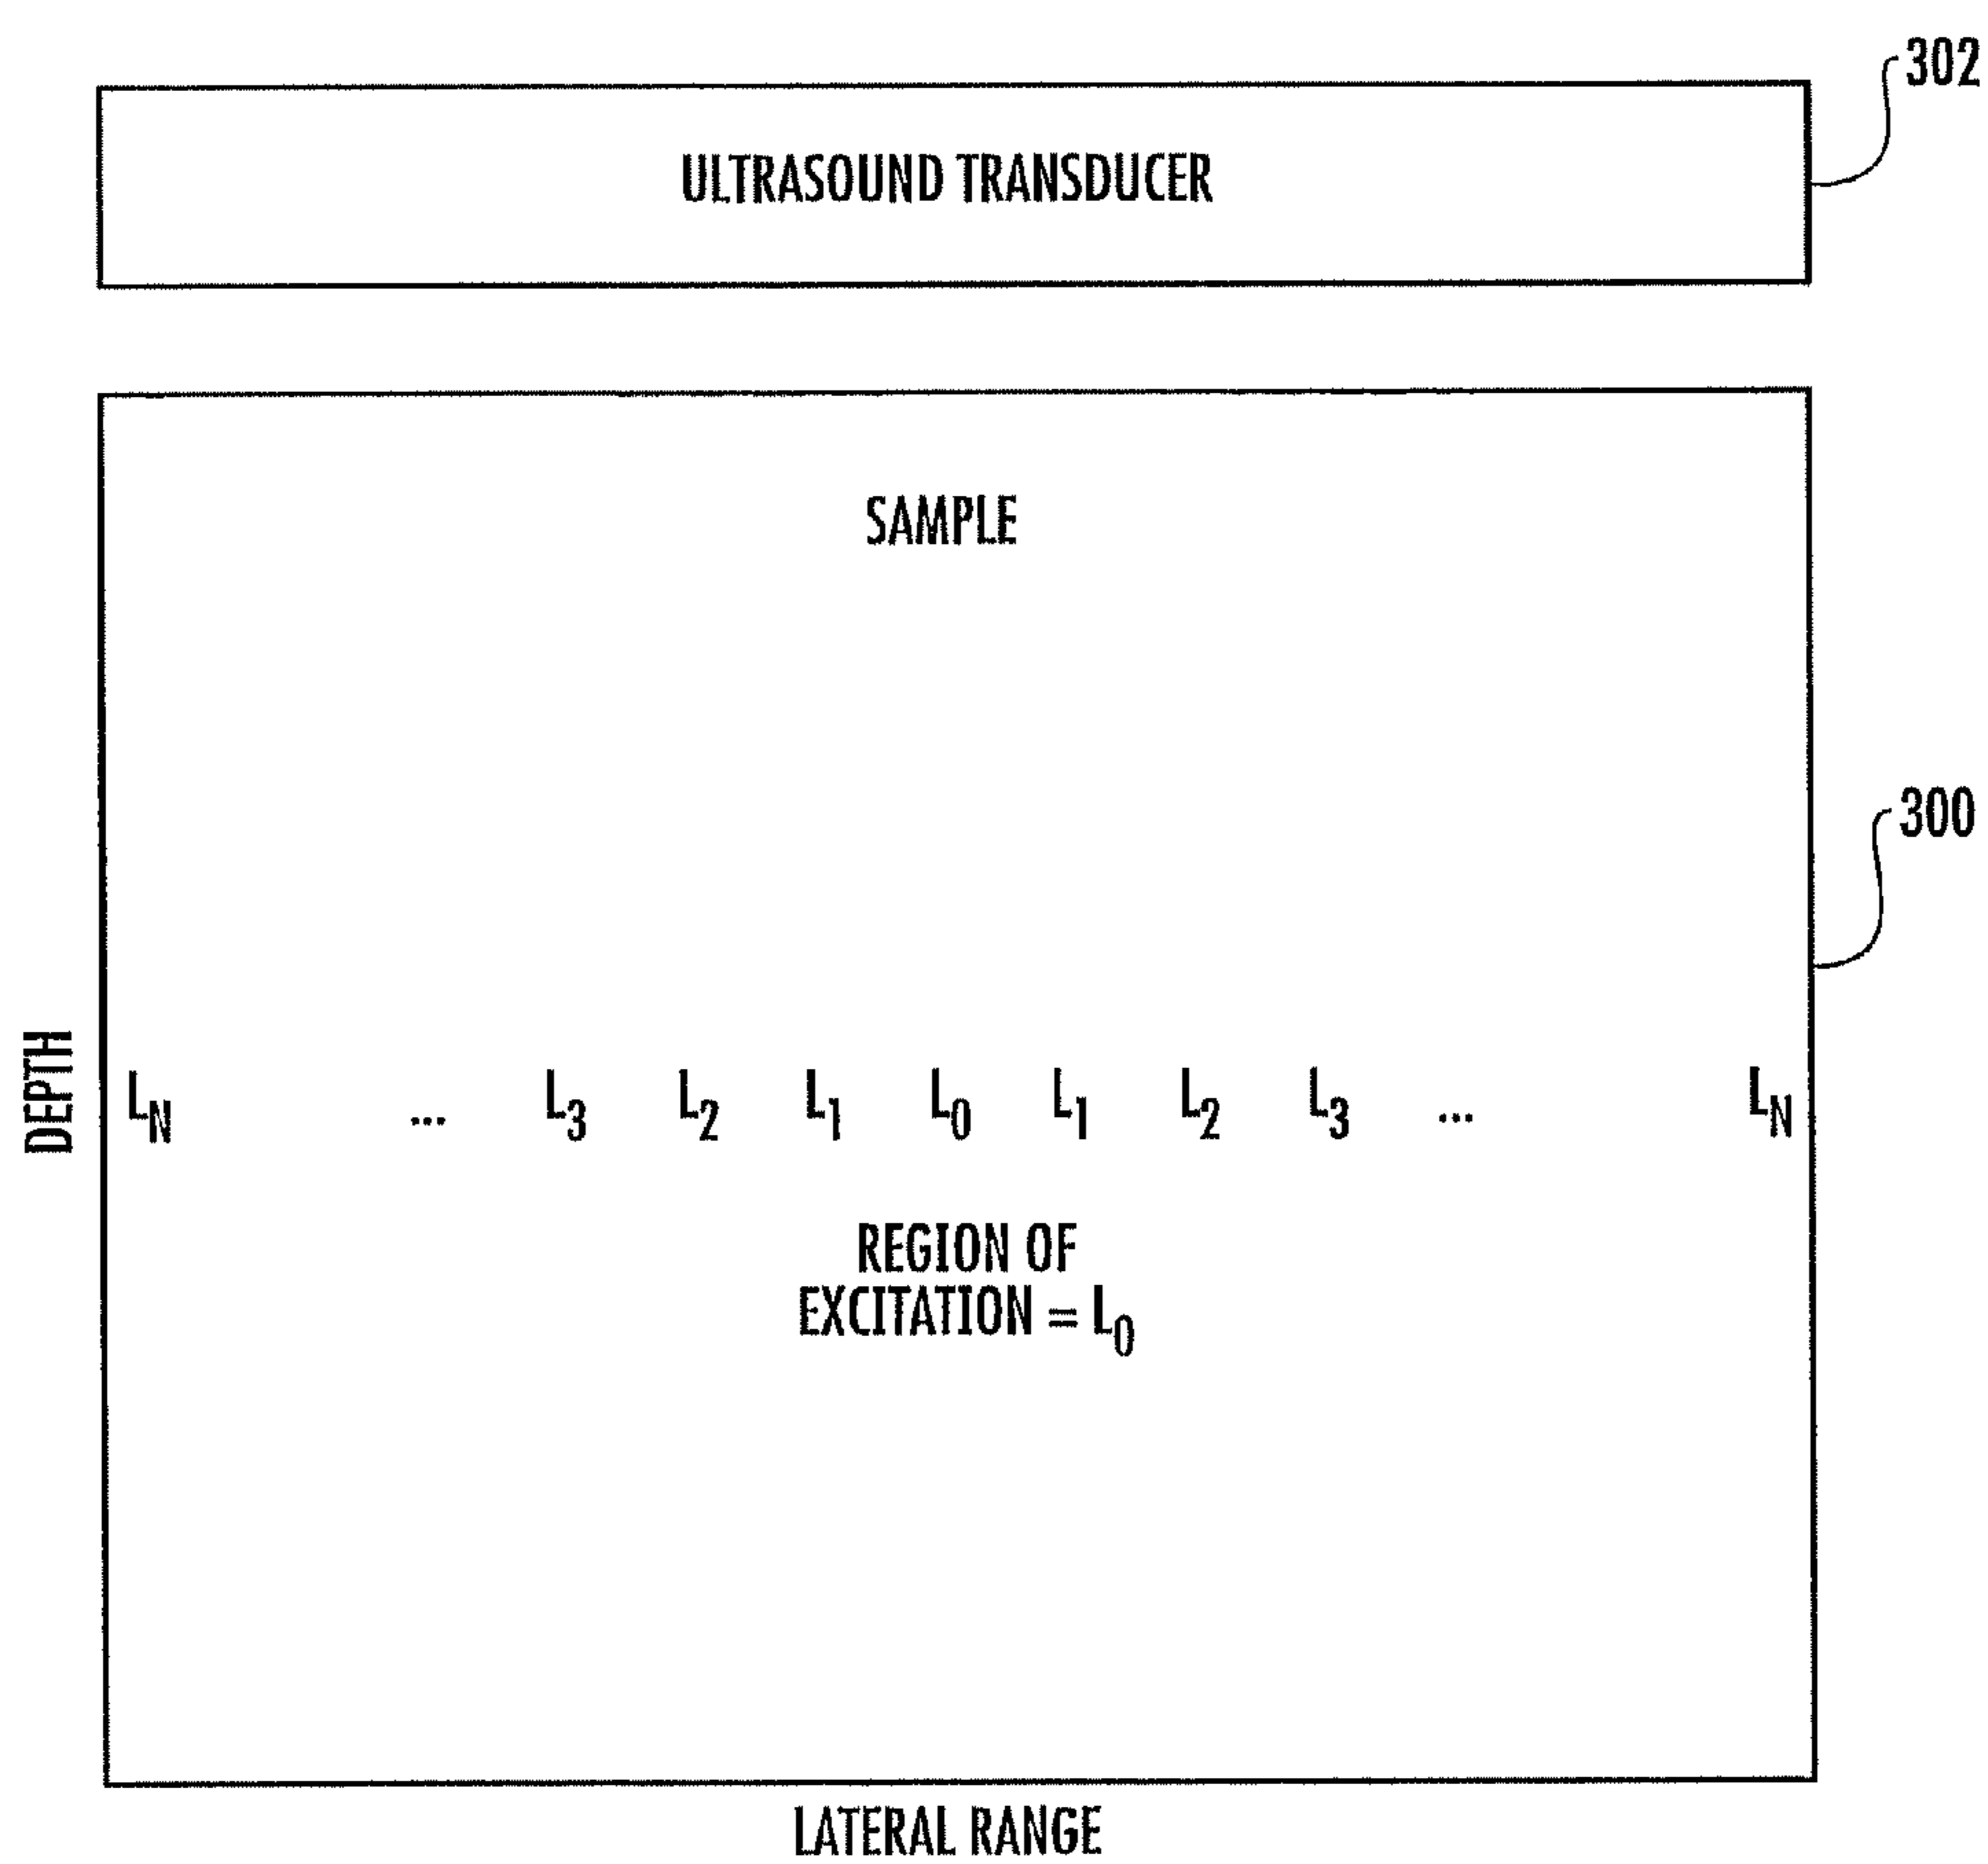 302
ULTRASOUND TRANSDUCER
SAMPLE
300
DEPTH
L_N ... L_3 L_2 L_1 L_0 L_1 L_2 L_3 ... L_N
REGION OF
EXCITATION = L_0
LATERAL RANGE